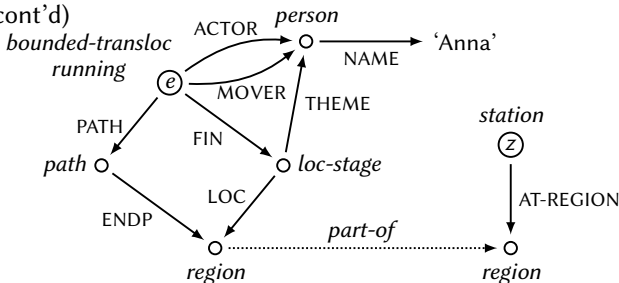 cont'd)
person
ACTOR
bounded-transloc
running
NAME
'Anna'
e
MOVER
THEME
station
PATH
FIN
z
path
loc-stage
LOC
AT-REGION
ENDP
part-of
region
region